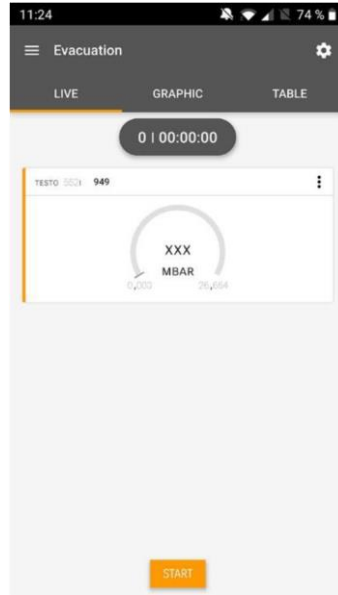 11:24 74 %
Evacuation
LIVE GRAPHIC TABLE
0 | 00:00:00
TESTO 552i 949
XXX
MBAR
0,000 26,664
START